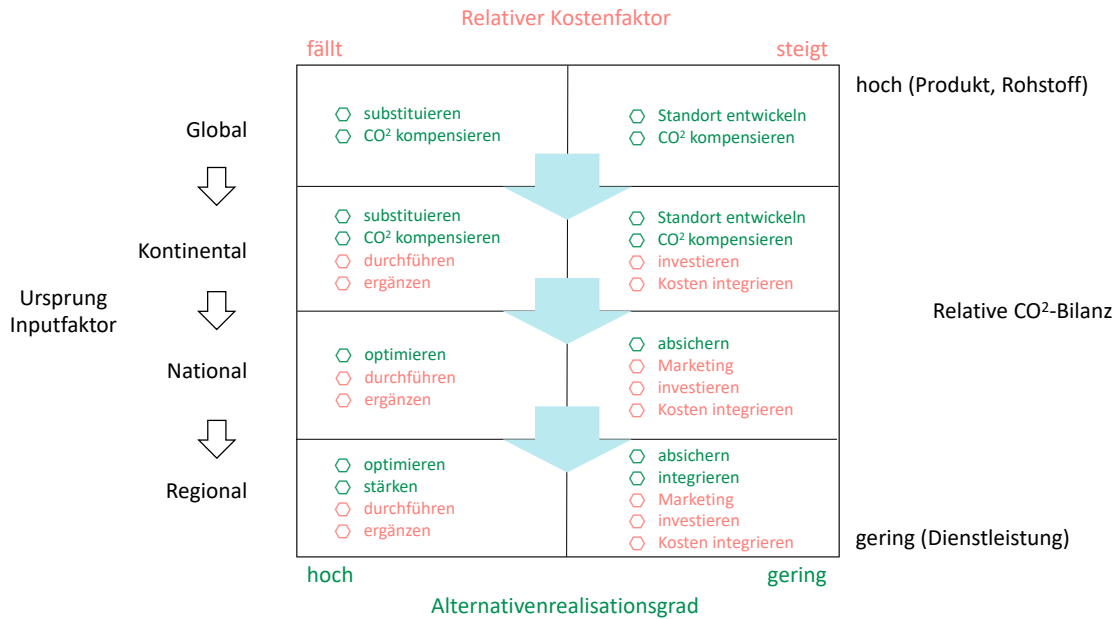 Relativer Kostenfaktor
fällt
steigt
hoch (Produkt, Rohstoff)
Global
substituieren
CO² kompensieren
Standort entwickeln
CO² kompensieren
Kontinental
substituieren
CO² kompensieren
durchführen
ergänzen
Standort entwickeln
CO² kompensieren
investieren
Kosten integrieren
Ursprung
Inputfaktor
Relative CO²-Bilanz
National
optimieren
durchführen
ergänzen
absichern
Marketing
investieren
Kosten integrieren
Regional
optimieren
stärken
durchführen
ergänzen
absichern
integrieren
Marketing
investieren
Kosten integrieren
gering (Dienstleistung)
hoch
gering
Alternativenrealisationsgrad